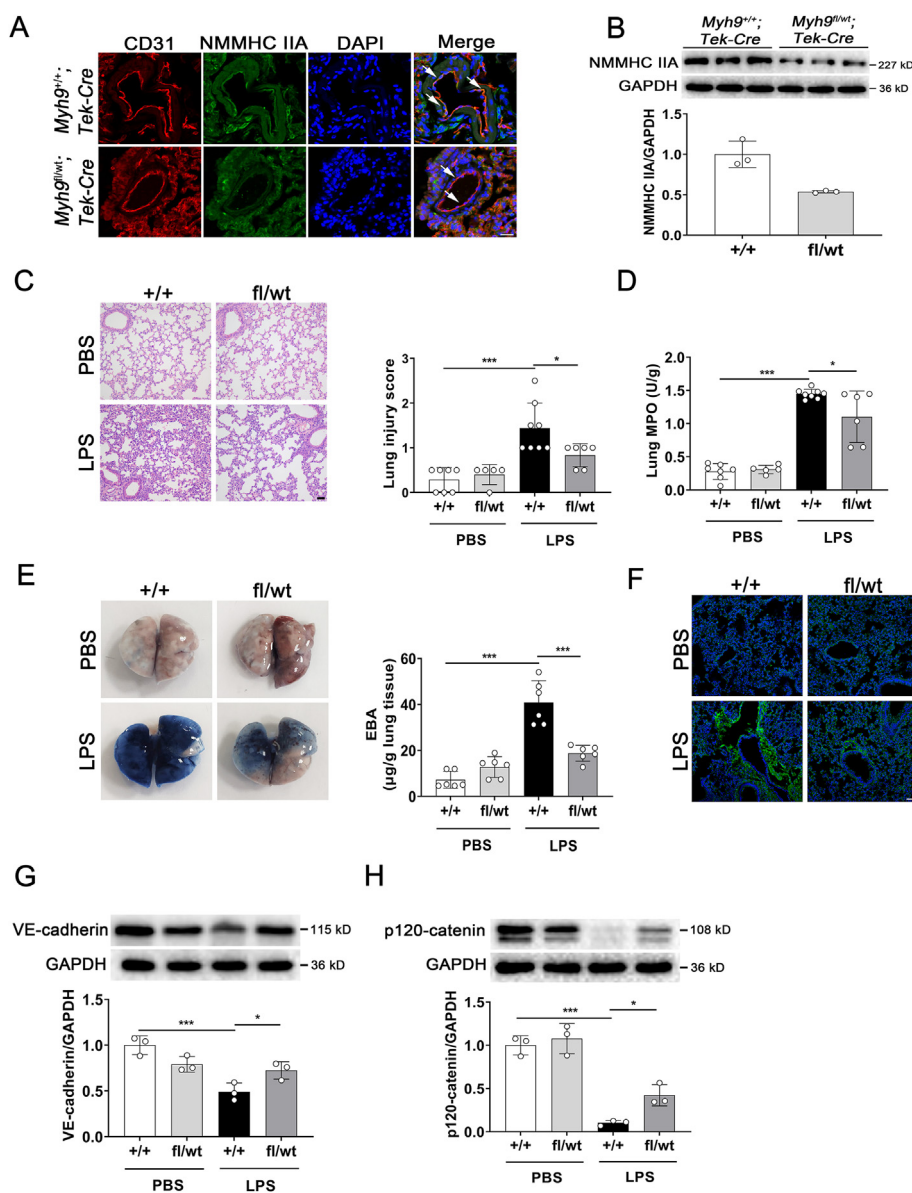 A
CD31 NMMHC IIA DAPI Merge
Myh9+/+;
Tek-Cre
Myh9fl/wt;
Tek-Cre
B
Myh9+/+;
Tek-Cre
Myh9fl/wt;
Tek-Cre
NMMHC IIA
227 kD
GAPDH
36 kD
NMMHC IIA/GAPDH
1.5
1.0
0.5
0.0
+/+ fl/wt
C
+/+ fl/wt
PBS
LPS
Lung injury score
3
2
1
0
*** *
+/+ fl/wt +/+ fl/wt
PBS LPS
D
Lung MPO (U/g)
2.0
1.5
1.0
0.5
0.0
*** *
+/+ fl/wt +/+ fl/wt
PBS LPS
E
+/+ fl/wt
PBS
LPS
EBA
(μg/g lung tissue)
60
40
20
0
*** ***
+/+ fl/wt +/+ fl/wt
PBS LPS
F
+/+ fl/wt
PBS
LPS
G
VE-cadherin
115 kD
GAPDH
36 kD
VE-cadherin/GAPDH
1.5
1.0
0.5
0.0
*** *
+/+ fl/wt +/+ fl/wt
PBS LPS
H
p120-catenin
108 kD
GAPDH
36 kD
p120-catenin/GAPDH
1.5
1.0
0.5
0.0
*** *
+/+ fl/wt +/+ fl/wt
PBS LPS